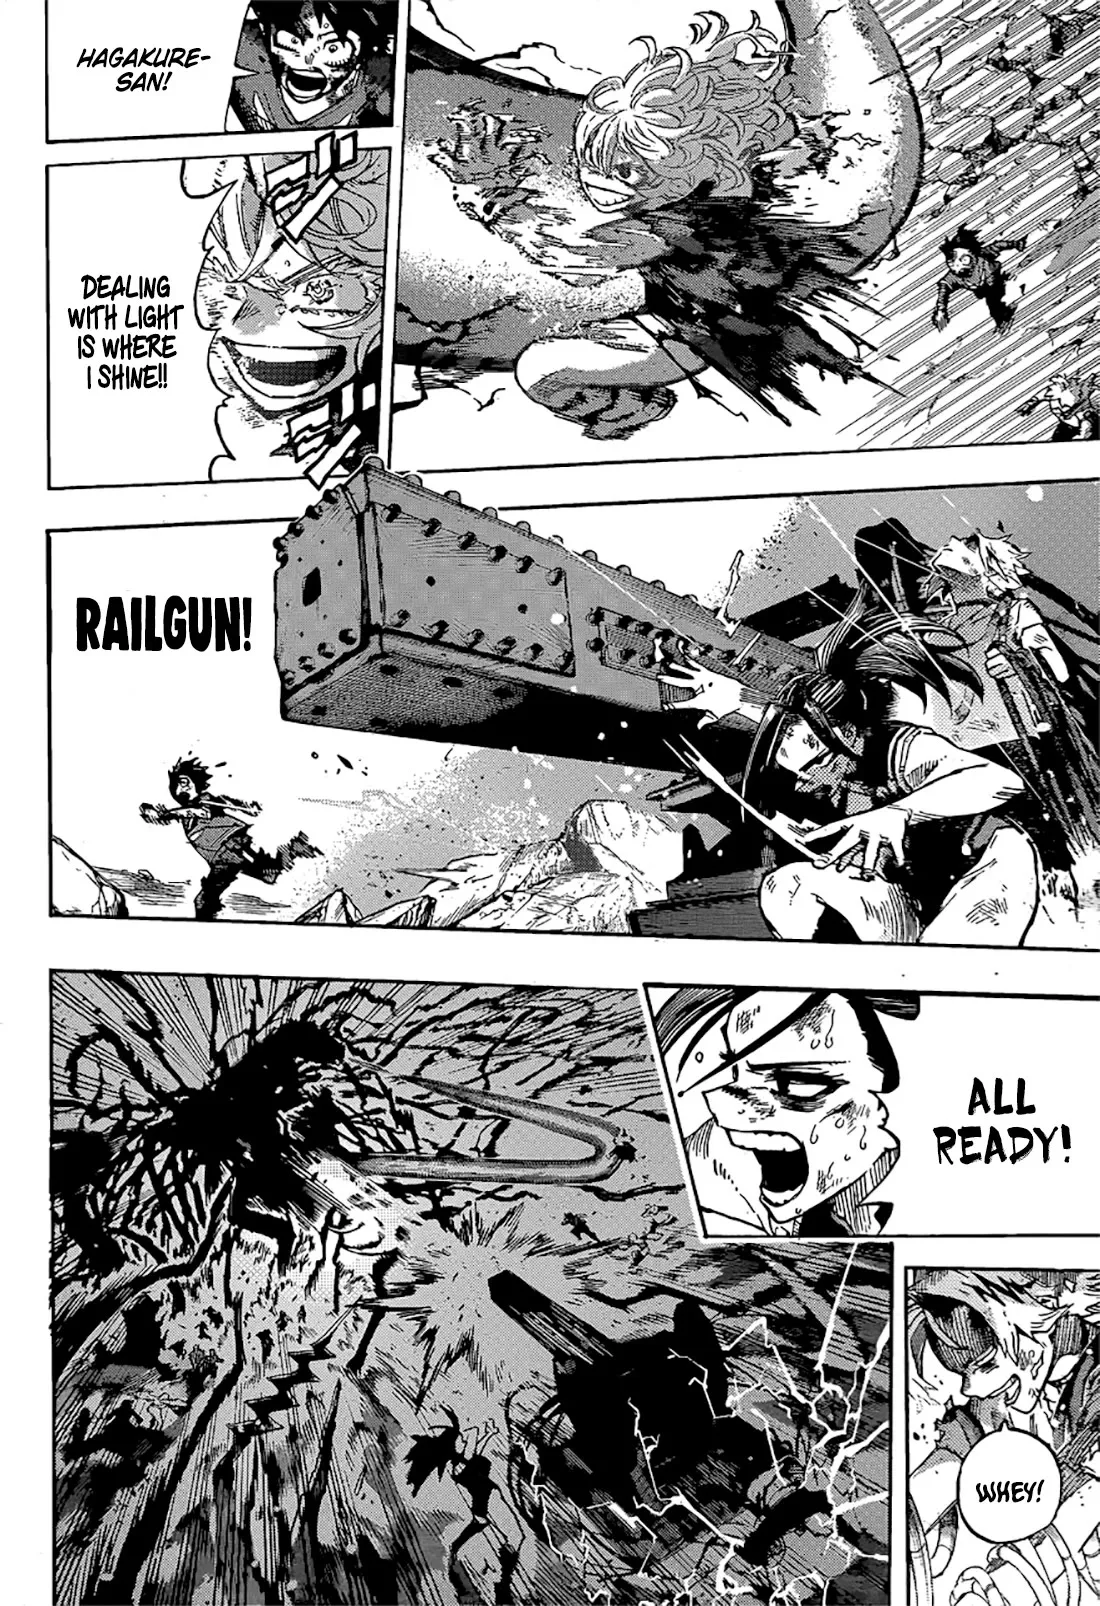 HAGAKURE-
SAN!
DEALING
WITH LIGHT
IS WHERE
I SHINE!!
RAILGUN!
ALL
READY!
WHEY!